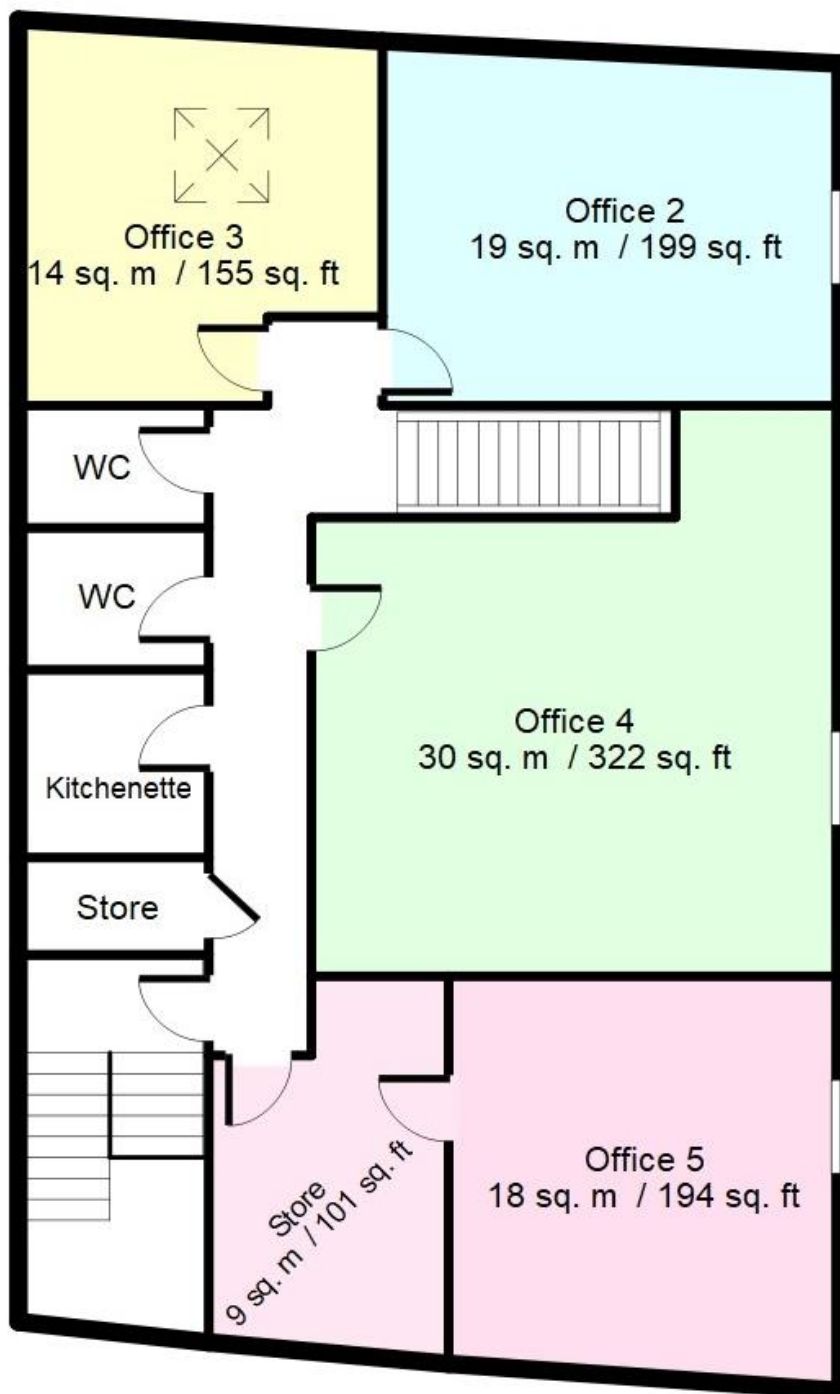 Office 3
14 sq. m / 155 sq. ft
Office 2
19 sq. m / 199 sq. ft
WC
WC
Office 4
30 sq. m / 322 sq. ft
Kitchenette
Store
Store
9 sq. m / 101 sq. ft
Office 5
18 sq. m / 194 sq. ft